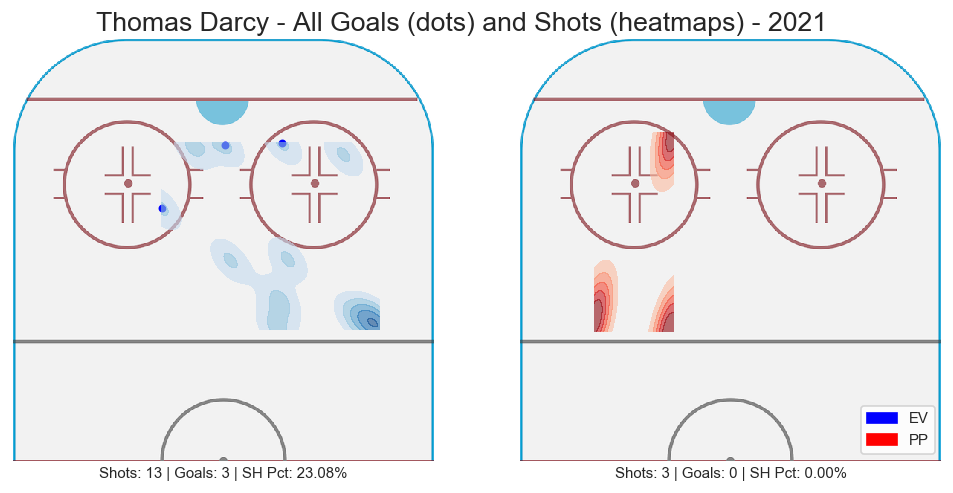 Thomas Darcy - All Goals (dots) and Shots (heatmaps) - 2021
EV
PP
Shots: 13 | Goals: 3 | SH Pct: 23.08%
Shots: 3 | Goals: 0 | SH Pct: 0.00%